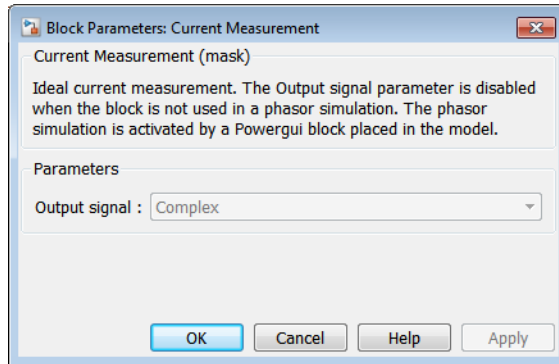 Block Parameters: Current Measurement
Current Measurement (mask)
Ideal current measurement. The Output signal parameter is disabled
when the block is not used in a phasor simulation. The phasor
simulation is activated by a Powergui block placed in the model.
Parameters
Output signal : Complex
OK Cancel Help Apply